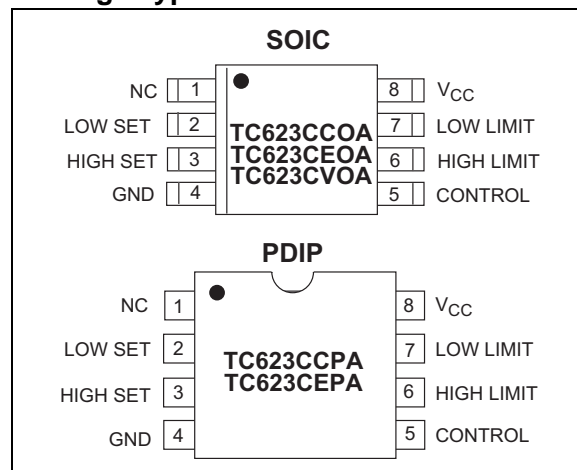 SOIC
NC 1 8 VCC
LOW SET 2 TC623CCOA 7 LOW LIMIT
HIGH SET 3 TC623CEOA 6 HIGH LIMIT
TC623CVOA
GND 4 5 CONTROL
PDIP
NC 1 8 VCC
LOW SET 2 7 LOW LIMIT
TC623CCPA
HIGH SET 3 TC623CEPA 6 HIGH LIMIT
GND 4 5 CONTROL